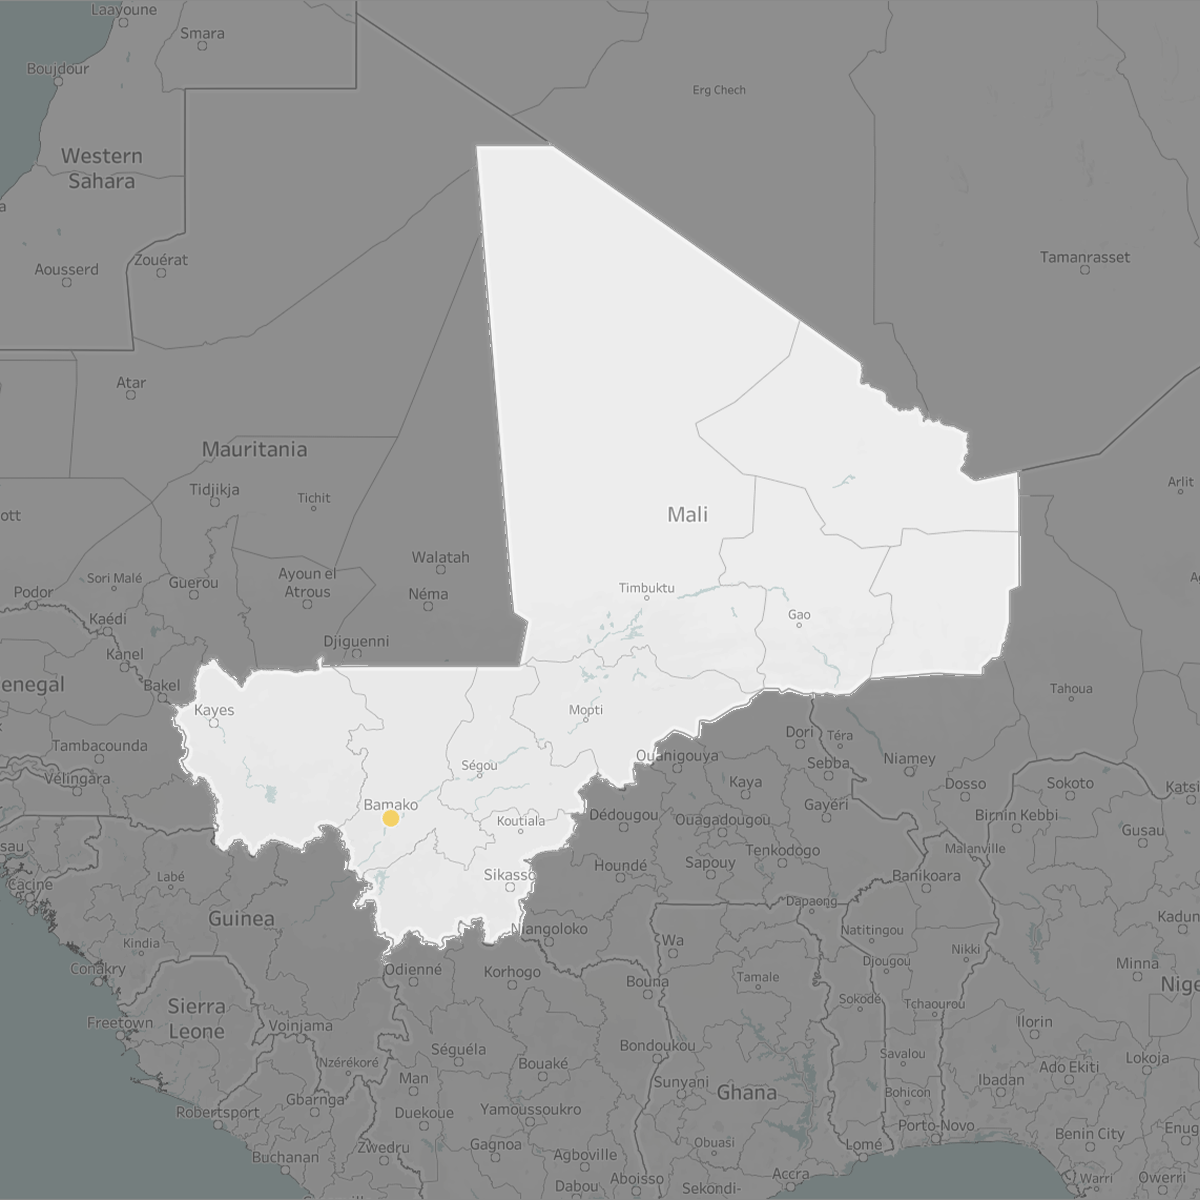 Laayoune
Smara
Boujdour
Erg Chech
Western
Sahara
a
Aousserd
Zouérat
Tamanrasset
Atar
Mauritania
Tidjikja
Tichit
Arlit
ott
Mali
Walatah
Sori Malé
Guerou
Ayoun el
Atrous
Néma
Podor
Timbuktu
Kaédi
Gao
Djiguenni
Kanel
enegal
Bakel
Tahoua
Kayes
Mopti
Tambacounda
Dori
Téra
Ouahigouya
Niamey
Ségou
Sebba
Vélingara
Kaya
Dosso
Sokoto
Katsi
Bamako
Gayéri
Birnin Kebbi
Koutiala
Dédougou
Ouagadougou
Gusau
sau
Tenkodogo
Malanville
Houndé
Sapouy
Labé
Sikasso
Banikoara
Cacine
Dapaong
Guinea
Kadun
Niangoloko
Natitingou
Kindia
Wa
Nikki
Conakry
Odienné
Korhogo
Djougou
Minna
Bouna
Tamale
Nige
Sierra
Leone
Sokodé
Tchaourou
Freetown
Voinjama
Ilorin
Séguéla
Bondoukou
Savalou
Lokoja
Nzérékoré
Bouaké
Ado Ekiti
Man
Sunyani
Ibadan
Ghana
Bohicon
Gbarnga
Robertsport
Duekoue
Yamoussoukro
Porto-Novo
Enug
Zwedru
Gagnoa
Obuasi
Lomé
Benin City
Buchanan
Agboville
Accra
Warri
Owerri
Dabou
Aboisso
Sekondi-